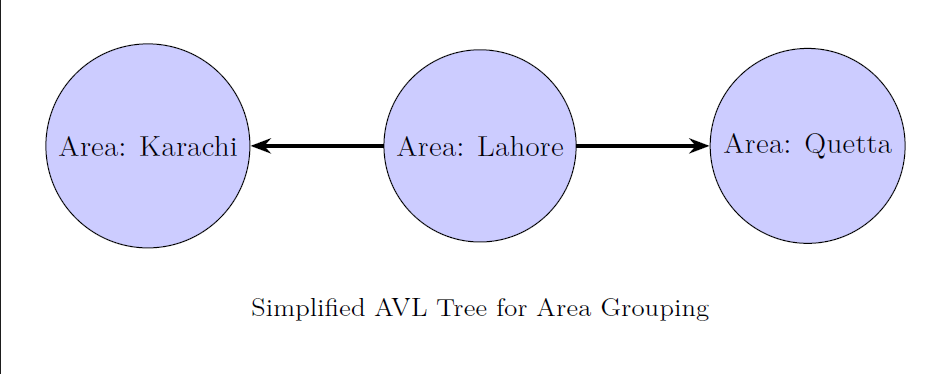 Area: Karachi
Area: Lahore
Area: Quetta
Simplified AVL Tree for Area Grouping